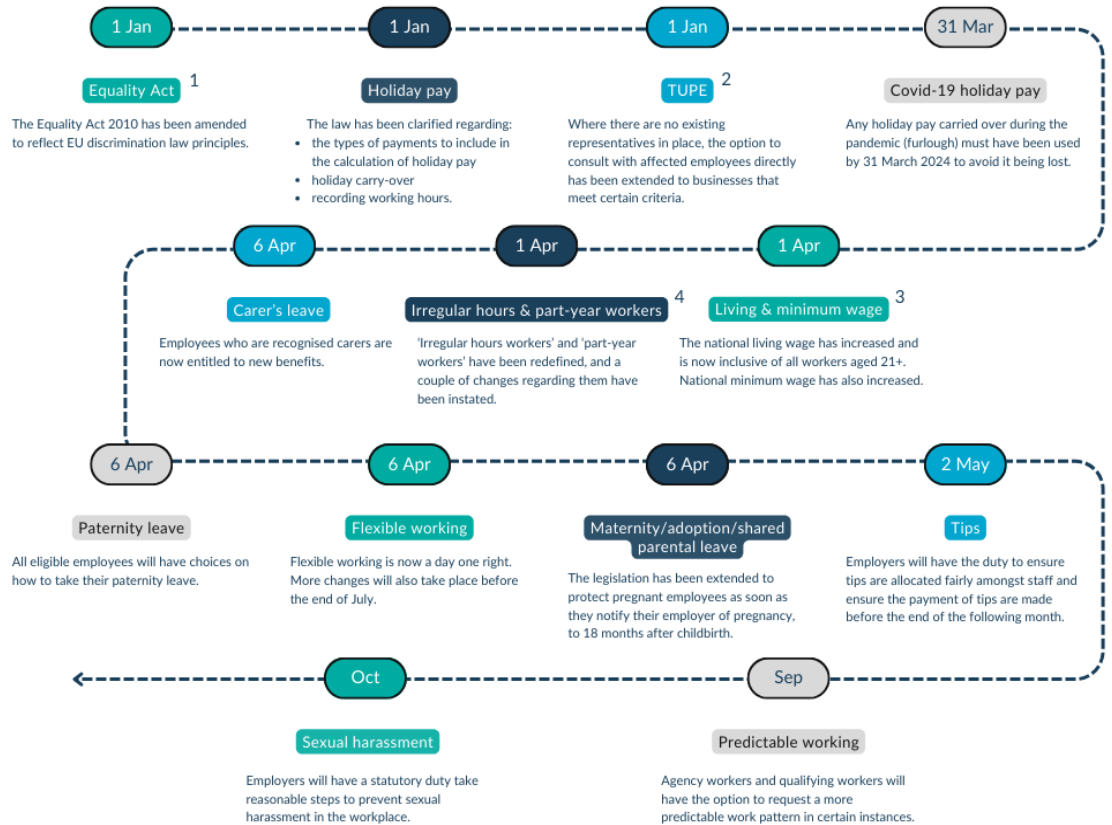 1 Jan
Equality Act 1
The Equality Act 2010 has been amended
to reflect EU discrimination law principles.
1 Jan
Holiday pay
The law has been clarified regarding:
• the types of payments to include in
the calculation of holiday pay
• holiday carry-over
• recording working hours.
1 Jan
TUPE 2
Where there are no existing
representatives in place, the option to
consult with affected employees directly
has been extended to businesses that
meet certain criteria.
31 Mar
Covid-19 holiday pay
Any holiday pay carried over during the
pandemic (furlough) must have been used
by 31 March 2024 to avoid it being lost.
1 Apr
Living & minimum wage 3
The national living wage has increased and
is now inclusive of all workers aged 21+.
National minimum wage has also increased.
1 Apr
Irregular hours & part-year workers 4
'Irregular hours workers' and 'part-year
workers' have been redefined, and a
couple of changes regarding them have
been instated.
6 Apr
Carer's leave
Employees who are recognised carers are
now entitled to new benefits.
6 Apr
Paternity leave
All eligible employees will have choices on
how to take their paternity leave.
6 Apr
Flexible working
Flexible working is now a day one right.
More changes will also take place before
the end of July.
6 Apr
Maternity/adoption/shared
parental leave
The legislation has been extended to
protect pregnant employees as soon as
they notify their employer of pregnancy,
to 18 months after childbirth.
2 May
Tips
Employers will have the duty to ensure
tips are allocated fairly amongst staff and
ensure the payment of tips are made
before the end of the following month.
Sep
Predictable working
Agency workers and qualifying workers will
have the option to request a more
predictable work pattern in certain instances.
Oct
Sexual harassment
Employers will have a statutory duty take
reasonable steps to prevent sexual
harassment in the workplace.